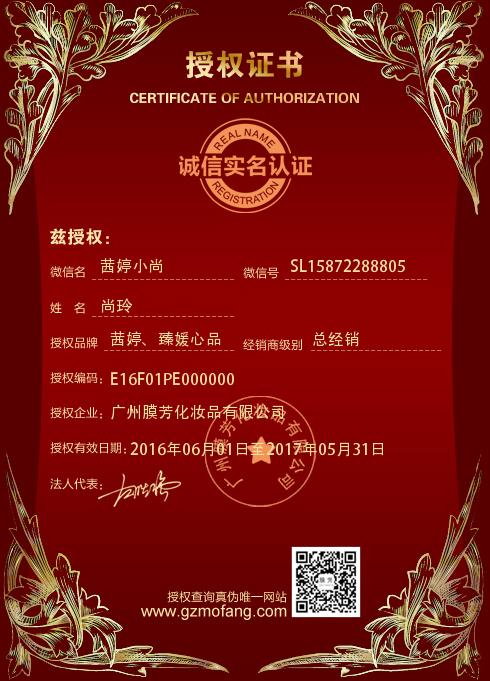 授权证书
CERTIFICATE OF AUTHORIZATION
REAL NAME
诚信实名认证
REGISTRATION
兹授权：
微信名 茜婷小尚 微信号 SL15872288805
姓 名 尚玲
授权品牌 茜婷、臻媛心品 经销商级别 总经销
授权编码：E16F01PE000000
授权企业：广州膜芳化妆品有限公司
授权有效日期：2016年06月01日至2017年05月31日
广州膜芳化妆品有限公司
法人代表：
授权查询真伪唯一网站
www.gzmofang.com